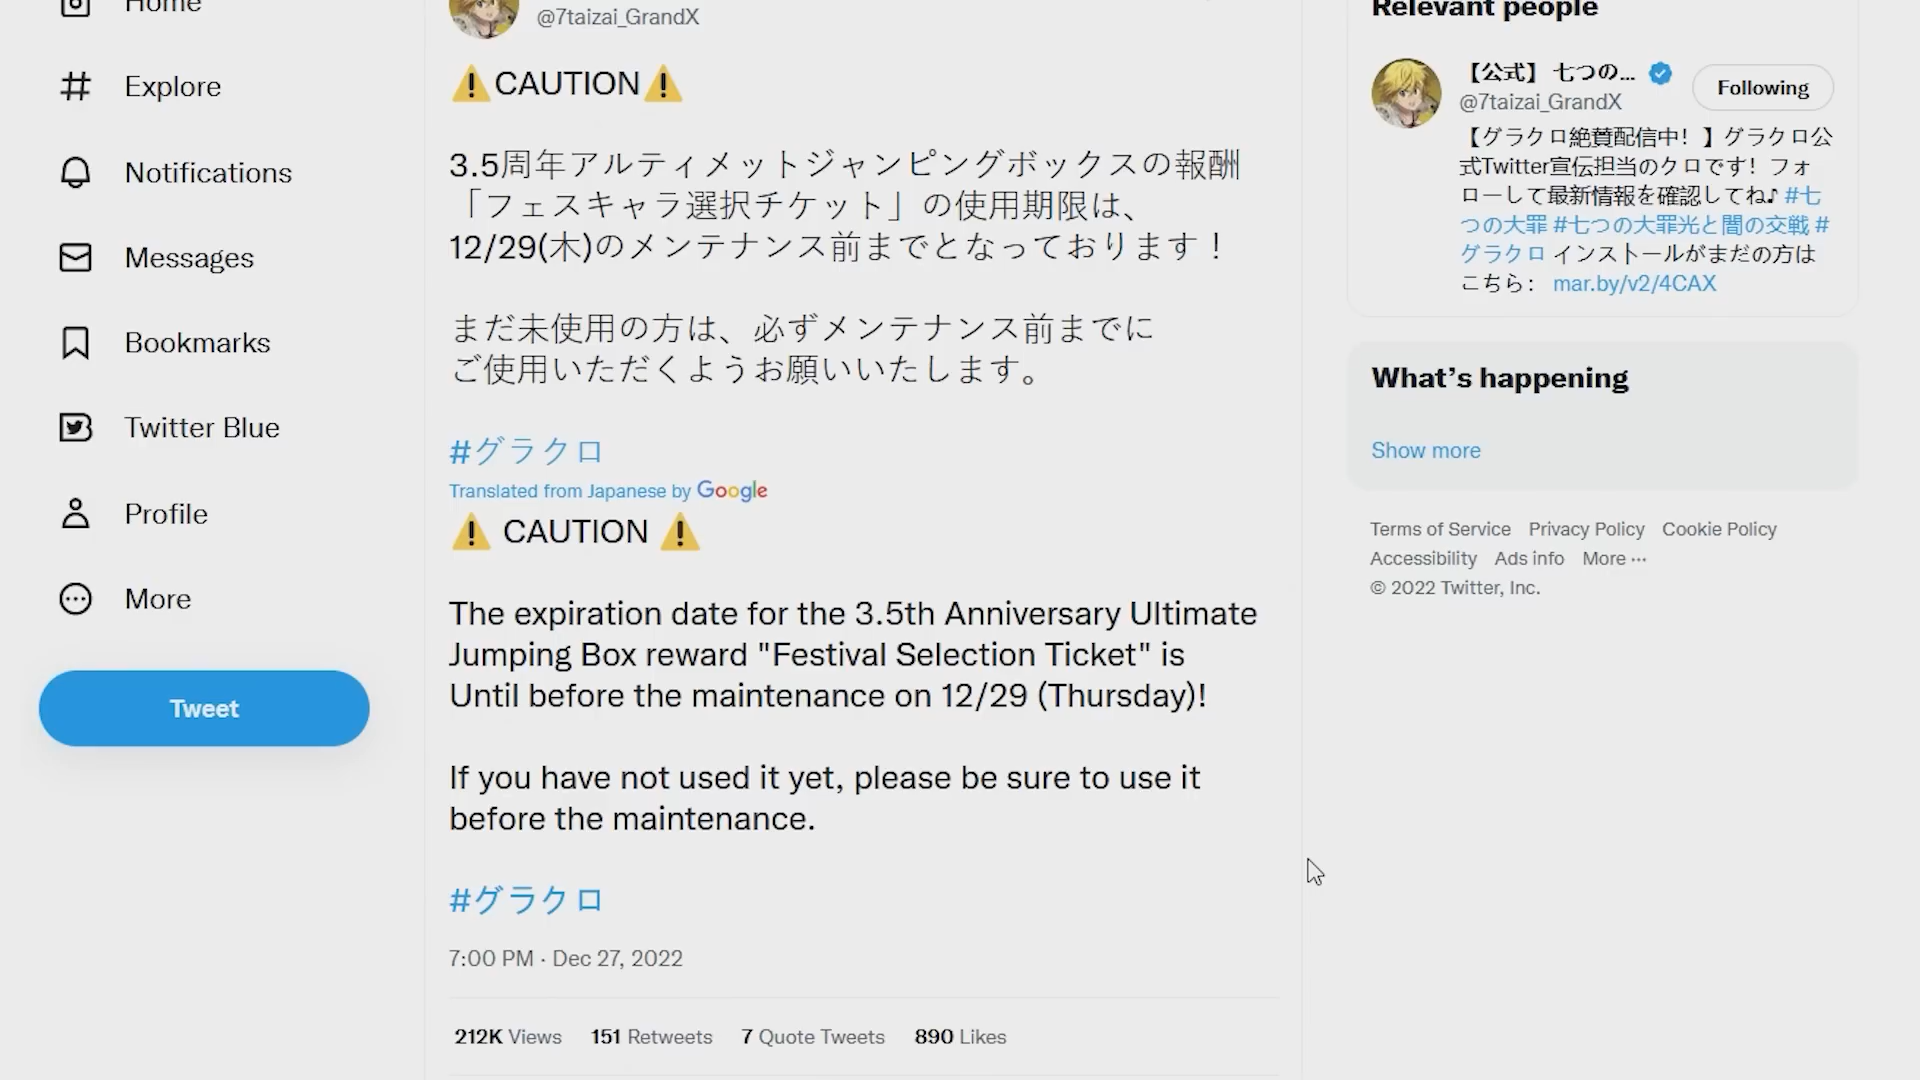 Home
Explore
Notifications
Messages
Bookmarks
Twitter Blue
Profile
More
Tweet
@7taizai_GrandX
⚠️CAUTION⚠️
3.5周年アルティメットジャンピングボックスの報酬
「フェスキャラ選択チケット」の使用期限は、
12/29(木)のメンテナンス前までとなっております！
まだ未使用の方は、必ずメンテナンス前までに
ご使用いただくようお願いいたします。
#グラクロ
Translated from Japanese by Google
⚠️ CAUTION ⚠️
The expiration date for the 3.5th Anniversary Ultimate
Jumping Box reward "Festival Selection Ticket" is
Until before the maintenance on 12/29 (Thursday)!
If you have not used it yet, please be sure to use it
before the maintenance.
#グラクロ
7:00 PM · Dec 27, 2022
212K Views 151 Retweets 7 Quote Tweets 890 Likes
Relevant people
【公式】 七つの...
Following
@7taizai_GrandX
【グラクロ絶賛配信中！】グラクロ公
式Twitter宣伝担当のクロです！フォ
ローして最新情報を確認してね♪ #七
つの大罪 #七つの大罪光と闇の交戦 #
グラクロ インストールがまだの方は
こちら： mar.by/v2/4CAX
What’s happening
Show more
Terms of Service Privacy Policy Cookie Policy
Accessibility Ads info More ···
© 2022 Twitter, Inc.